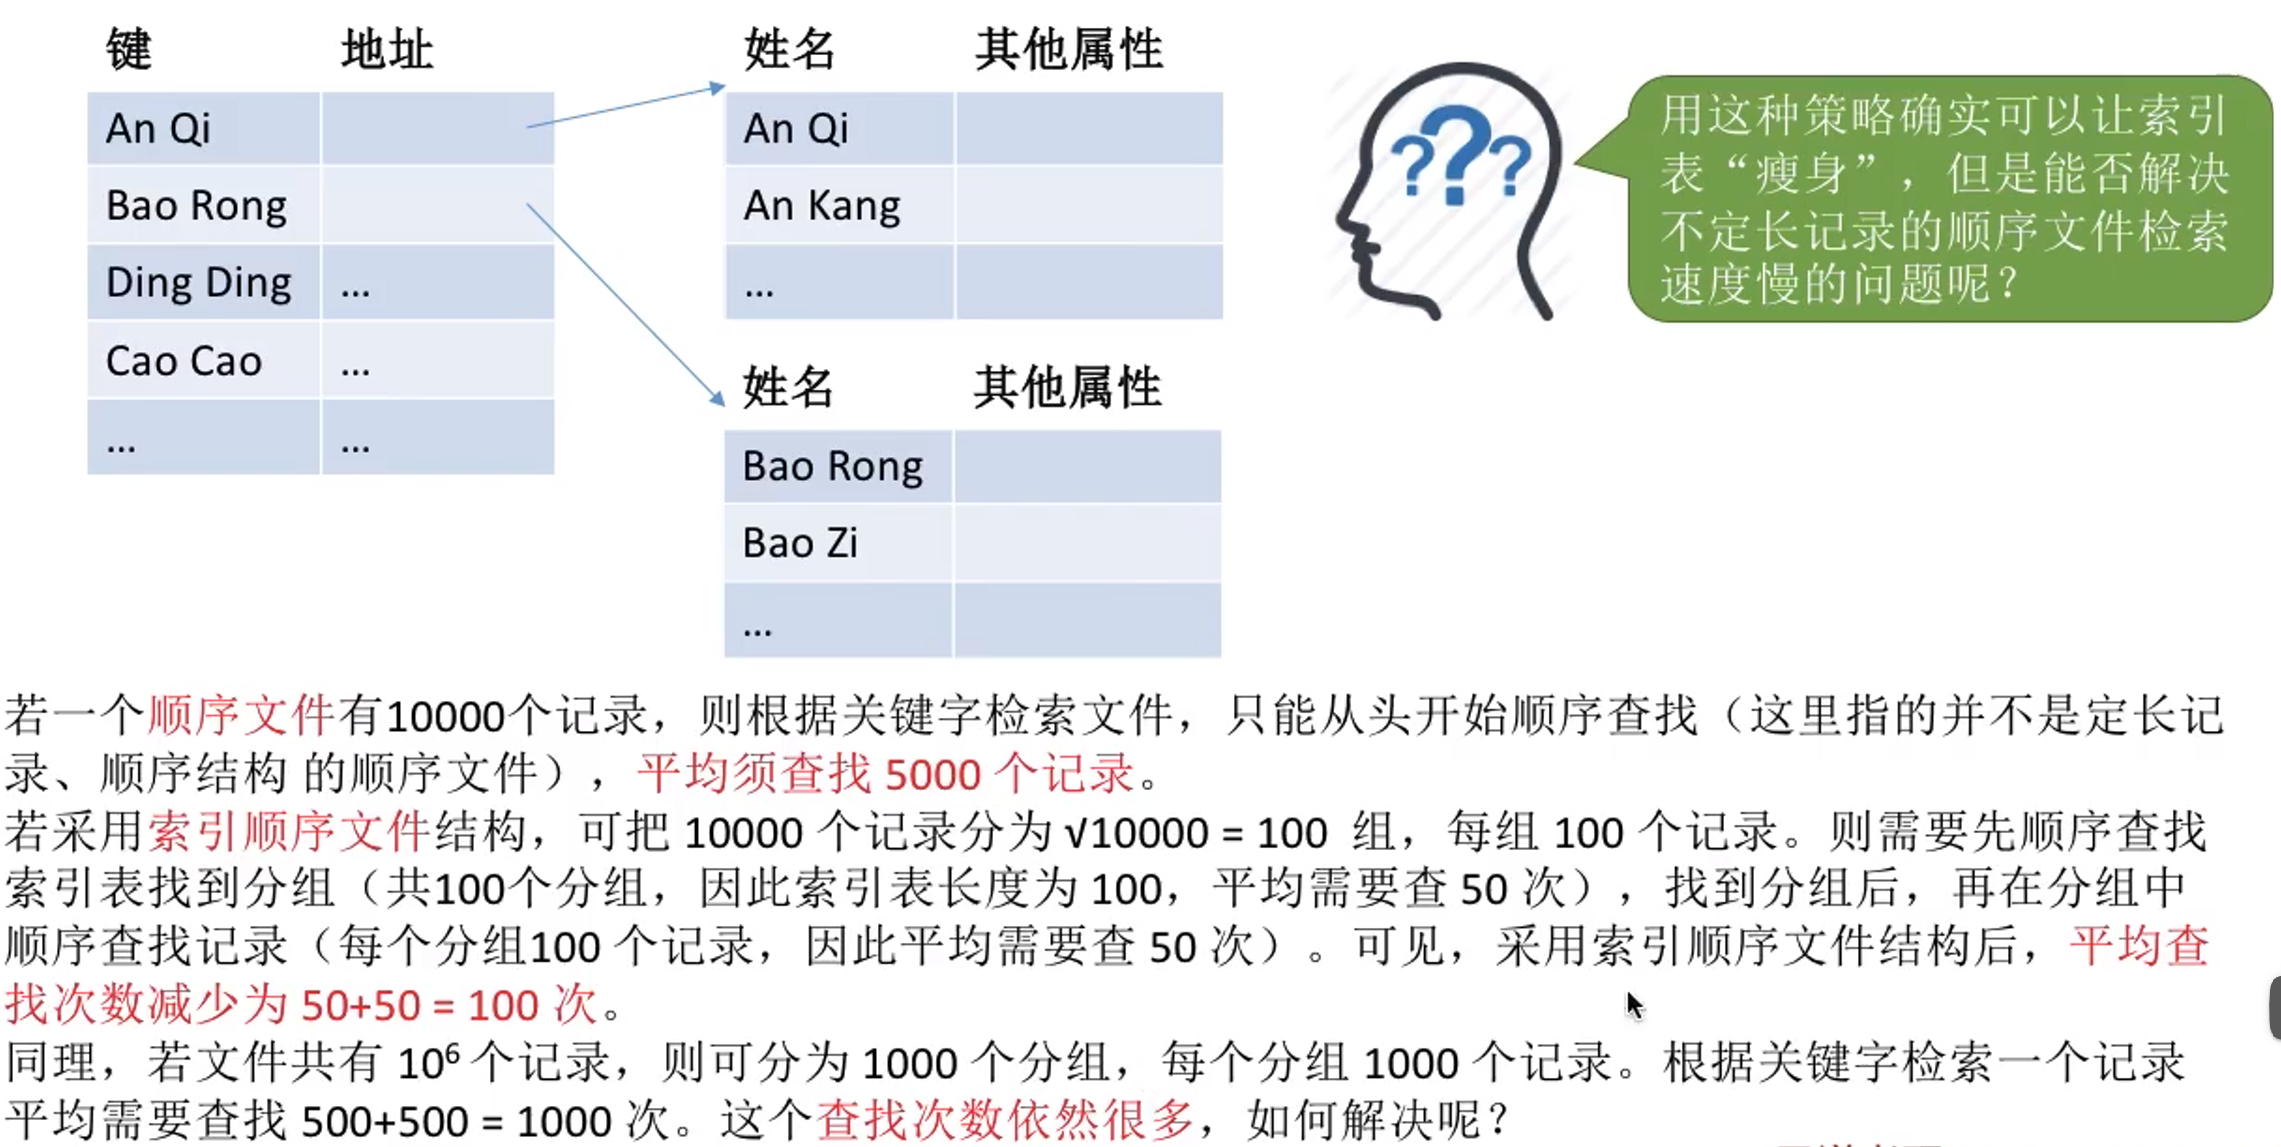 键 地址
An Qi
Bao Rong
Ding Ding ...
Cao Cao ...
... ...
姓名 其他属性
An Qi
An Kang
...
姓名 其他属性
Bao Rong
Bao Zi
...
???
用这种策略确实可以让索引
表“瘦身”，但是能否解决
不定长记录的顺序文件检索
速度慢的问题呢？
若一个顺序文件有10000个记录，则根据关键字检索文件，只能从头开始顺序查找（这里指的并不是定长记
录、顺序结构 的顺序文件），平均须查找 5000 个记录。
若采用索引顺序文件结构，可把 10000 个记录分为 √10000 = 100 组，每组 100 个记录。则需要先顺序查找
索引表找到分组（共100个分组，因此索引表长度为 100，平均需要查 50 次），找到分组后，再在分组中
顺序查找记录（每个分组100 个记录，因此平均需要查 50 次）。可见，采用索引顺序文件结构后，平均查
找次数减少为 50+50 = 100 次。
同理，若文件共有 10⁶ 个记录，则可分为 1000 个分组，每个分组 1000 个记录。根据关键字检索一个记录
平均需要查找 500+500 = 1000 次。这个查找次数依然很多，如何解决呢？